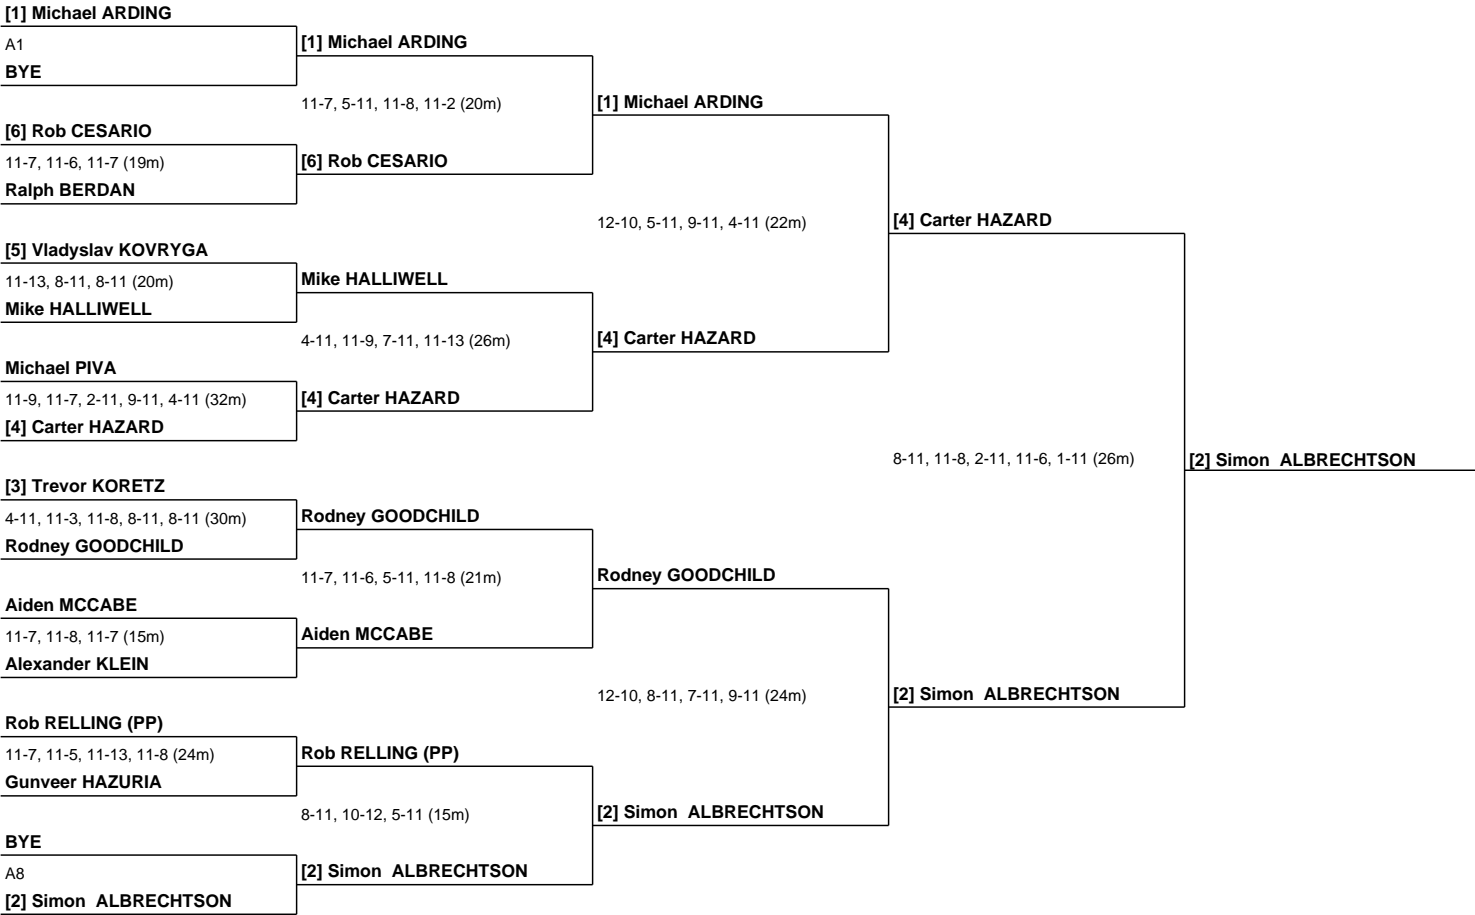 [1] Michael ARDING
A1
BYE
[6] Rob CESARIO
11-7, 11-6, 11-7 (19m)
Ralph BERDAN
[5] Vladyslav KOVRYGA
11-13, 8-11, 8-11 (20m)
Mike HALLIWELL
Michael PIVA
11-9, 11-7, 2-11, 9-11, 4-11 (32m)
[4] Carter HAZARD
[3] Trevor KORETZ
4-11, 11-3, 11-8, 8-11, 8-11 (30m)
Rodney GOODCHILD
Aiden MCCABE
11-7, 11-8, 11-7 (15m)
Alexander KLEIN
Rob RELLING (PP)
11-7, 11-5, 11-13, 11-8 (24m)
Gunveer HAZURIA
BYE
A8
[2] Simon  ALBRECHTSON
[1] Michael ARDING
11-7, 5-11, 11-8, 11-2 (20m)
[6] Rob CESARIO
Mike HALLIWELL
4-11, 11-9, 7-11, 11-13 (26m)
[4] Carter HAZARD
Rodney GOODCHILD
11-7, 11-6, 5-11, 11-8 (21m)
Aiden MCCABE
Rob RELLING (PP)
8-11, 10-12, 5-11 (15m)
[2] Simon  ALBRECHTSON
[1] Michael ARDING
12-10, 5-11, 9-11, 4-11 (22m)
[4] Carter HAZARD
Rodney GOODCHILD
12-10, 8-11, 7-11, 9-11 (24m)
[2] Simon  ALBRECHTSON
[4] Carter HAZARD
8-11, 11-8, 2-11, 11-6, 1-11 (26m)
[2] Simon  ALBRECHTSON
[2] Simon  ALBRECHTSON